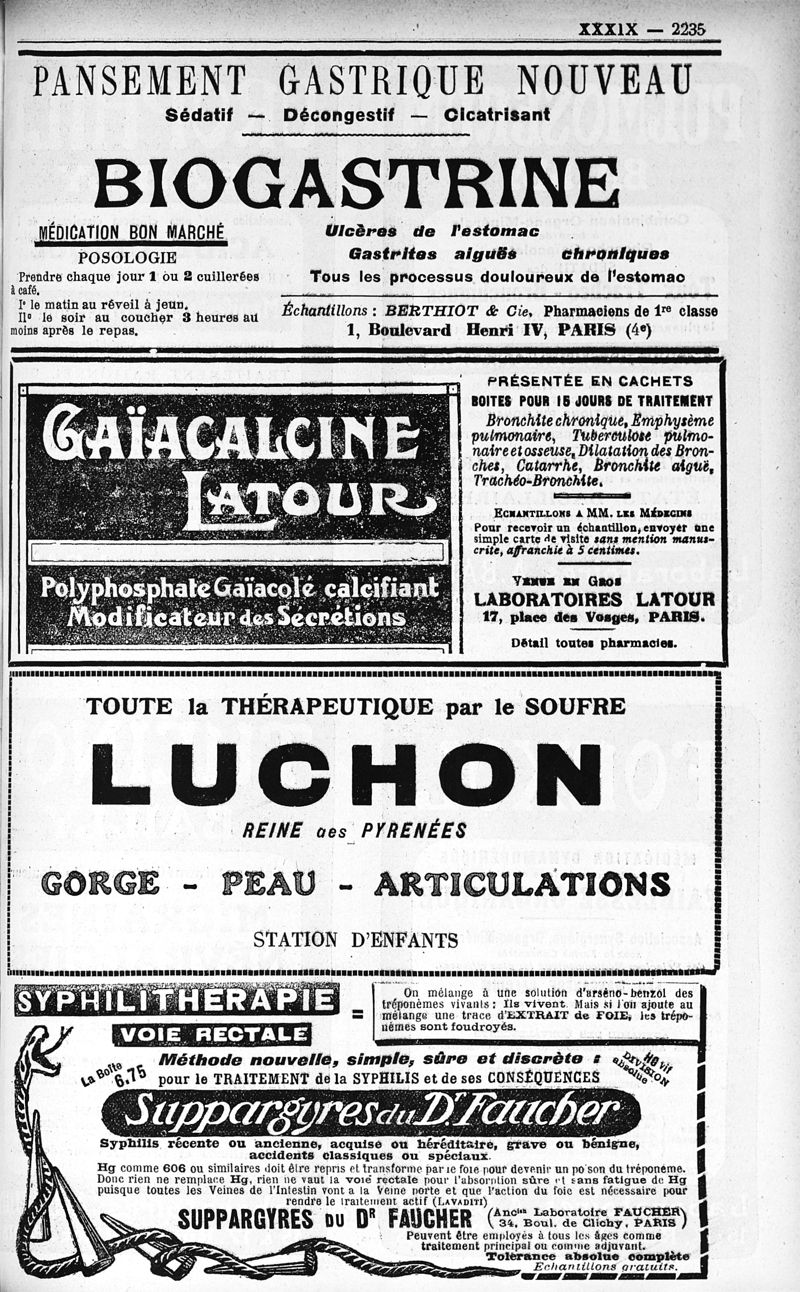 XXXIX — 2235
PANSEMENT GASTRIQUE NOUVEAU
Sédatif — Décongestif — Cicatrisant
BIOGASTRINE
MÉDICATION BON MARCHÉ
POSOLOGIE
Prendre chaque jour 1 ou 2 cuillerées
à café.
I° le matin au réveil à jeun.
II° le soir au coucher 3 heures au
moins après le repas.
Ulcères de l'estomac
Gastrites aiguës chroniques
Tous les processus douloureux de l'estomac
Échantillons : BERTHIOT & Cie, Pharmaciens de 1re classe
1, Boulevard Henri IV, PARIS (4e)
GAÏACALCINE
LATOUR
Polyphosphate Gaïacolé calcifiant
Modificateur des Sécrétions
PRÉSENTÉE EN CACHETS
BOITES POUR 15 JOURS DE TRAITEMENT
Bronchite chronique, Emphysème
pulmonaire, Tuberculose pulmo-
naire et osseuse, Dilatation des Bron-
ches, Catarrhe, Bronchite aiguë,
Trachéo-Bronchite.
ECHANTILLONS A MM. LES MÉDECINS
Pour recevoir un échantillon, envoyer une
simple carte de visite sans mention manus-
crite, affranchie à 5 centimes.
VENTE EN GROS
LABORATOIRES LATOUR
17, place des Vosges, PARIS.
Détail toutes pharmacies.
TOUTE la THÉRAPEUTIQUE par le SOUFRE
LUCHON
REINE des PYRENÉES
GORGE - PEAU - ARTICULATIONS
STATION D'ENFANTS
SYPHILITHERAPIE
VOIE RECTALE
=
On mélange à une solution d'arséno-benzol des
tréponèmes vivants : Ils vivent. Mais si l'on ajoute au
mélange une trace d'EXTRAIT de FOIE, les trépo-
nèmes sont foudroyés.
La Boîte
6.75
Méthode nouvelle, simple, sûre et discrète :
pour le TRAITEMENT de la SYPHILIS et de ses CONSÉQUENCES
Hg vif
DIVISION
absolue
Suppargyres du Dr Faucher
Syphilis récente ou ancienne, acquise ou héréditaire, grave ou bénigne,
accidents classiques ou spéciaux.
Hg comme 606 ou similaires doit être repris et transforme par le foie pour devenir un poison du tréponème.
Donc rien ne remplace Hg, rien ne vaut la voie rectale pour l'absorption sûre et sans fatigue de Hg
puisque toutes les Veines de l'Intestin vont a la Veine porte et que l'action du foie est nécessaire pour
rendre le traitement actif (LAVADITI)
SUPPARGYRES DU DR FAUCHER
(Ancien Laboratoire FAUCHER
34, Boul. de Clichy, PARIS)
Peuvent être employés à tous les âges comme
traitement principal ou comme adjuvant.
Tolérance absolue complète
Echantillons gratuits.